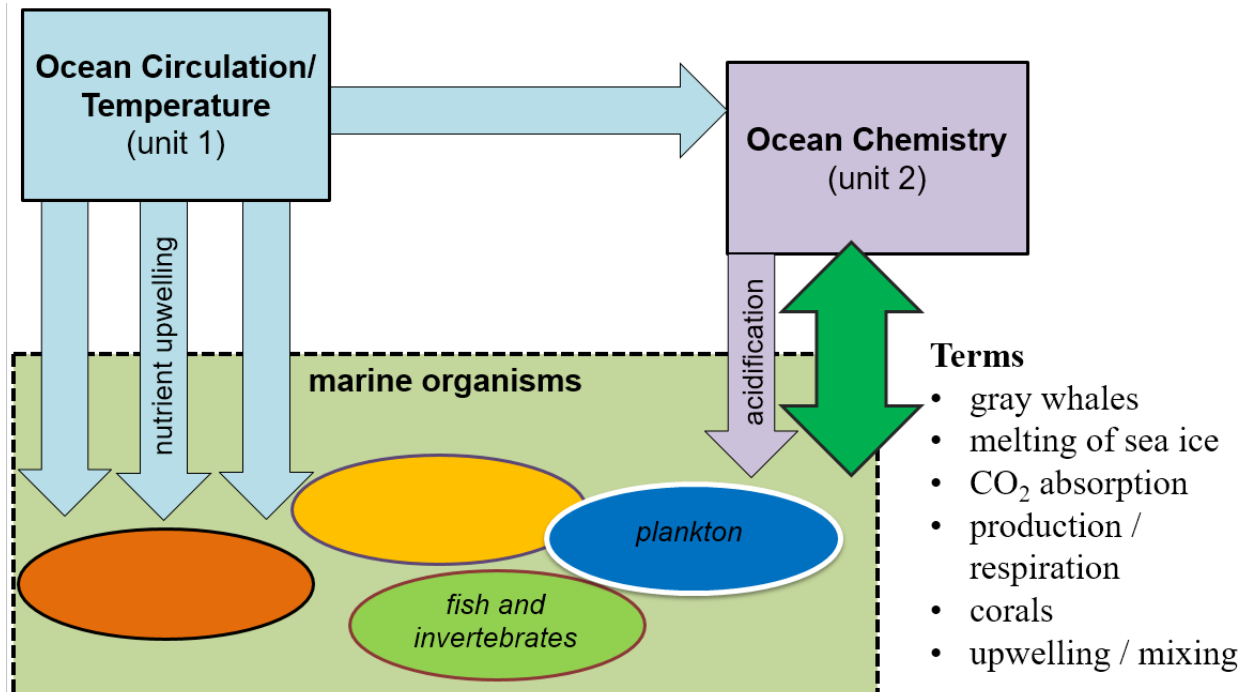 Ocean Circulation/
Temperature
(unit 1)
Ocean Chemistry
(unit 2)
nutrient upwelling
acidification
marine organisms
plankton
fish and
invertebrates
Terms
• gray whales
• melting of sea ice
• CO₂ absorption
• production /
respiration
• corals
• upwelling / mixing